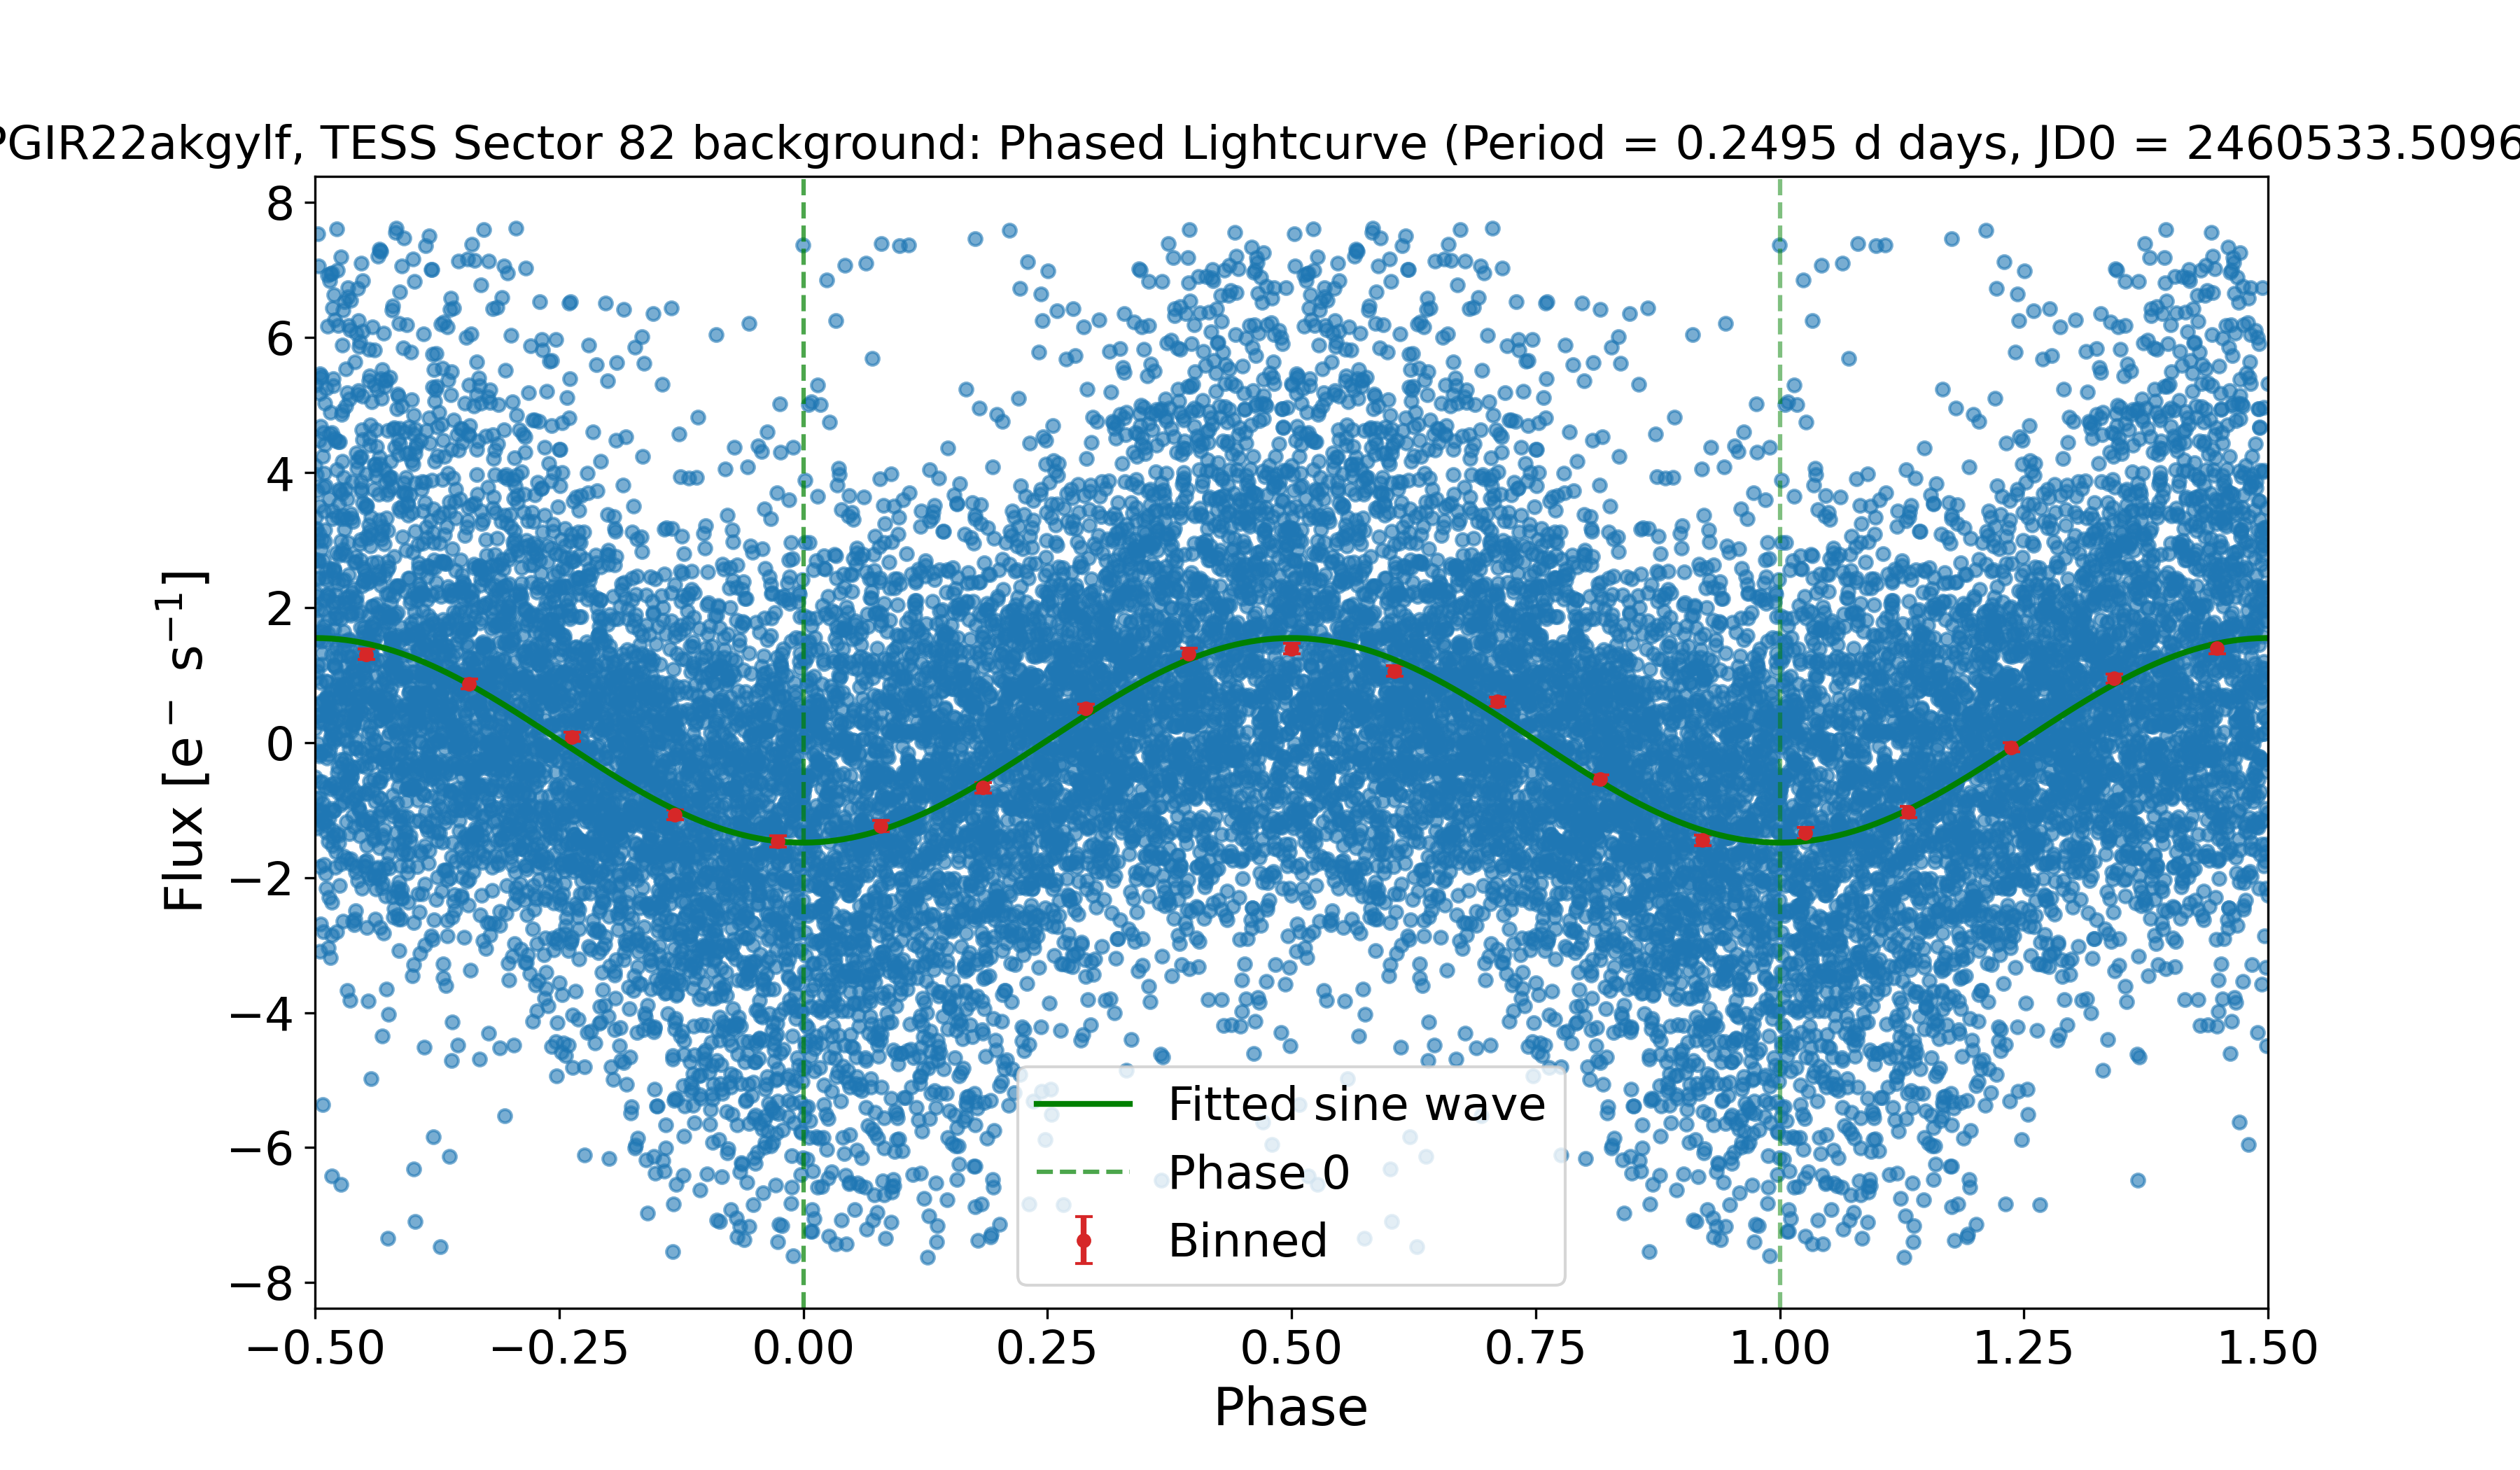 PGIR22akgylf, TESS Sector 82 background: Phased Lightcurve (Period = 0.2495 d days, JD0 = 2460533.5096
8
6
4
2
0
−2
−4
−6
−8
Flux [e⁻ s⁻¹]
Fitted sine wave
Phase 0
Binned
−0.50 −0.25 0.00 0.25 0.50 0.75 1.00 1.25 1.50
Phase